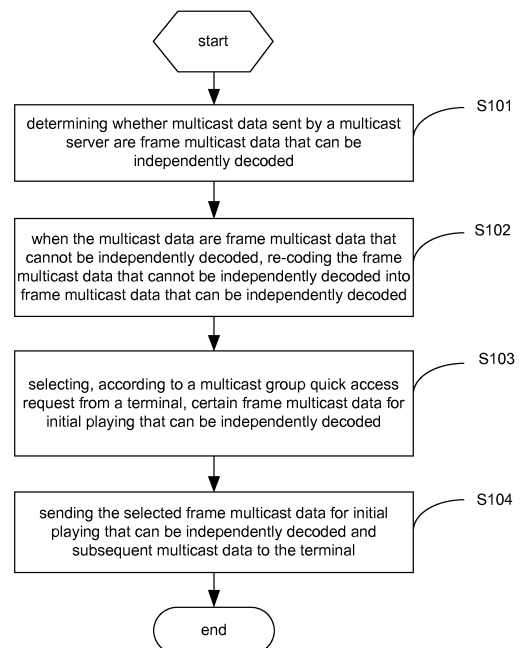 start
S101
determining whether multicast data sent by a multicast
server are frame multicast data that can be
independently decoded
S102
when the multicast data are frame multicast data that
cannot be independently decoded, re-coding the frame
multicast data that cannot be independently decoded into
frame multicast data that can be independently decoded
S103
selecting, according to a multicast group quick access
request from a terminal, certain frame multicast data for
initial playing that can be independently decoded
S104
sending the selected frame multicast data for initial
playing that can be independently decoded and
subsequent multicast data to the terminal
end